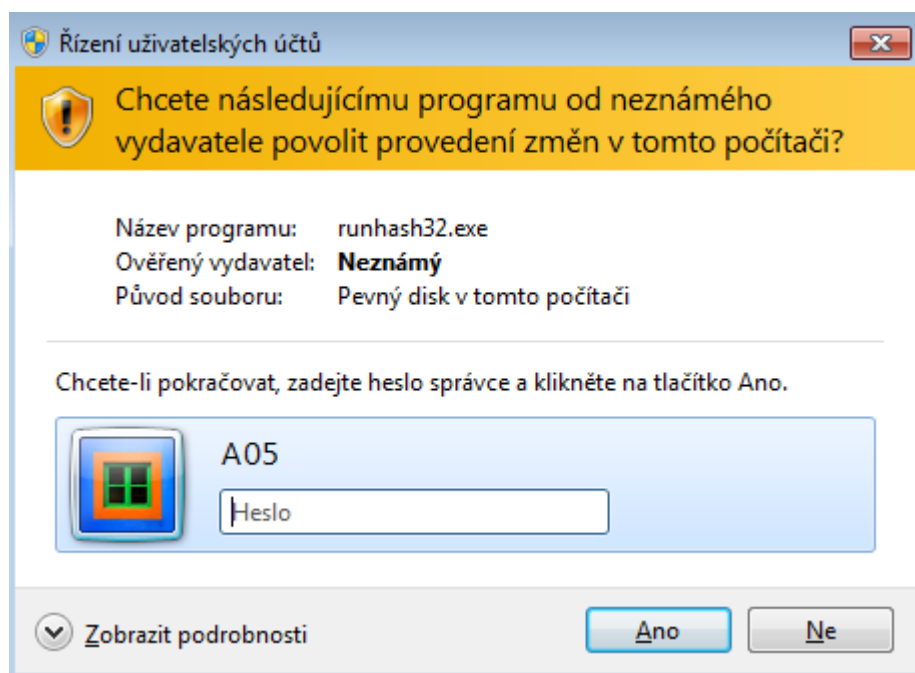 Řízení uživatelských účtů
Chcete následujícímu programu od neznámého
vydavatele povolit provedení změn v tomto počítači?
Název programu: runhash32.exe
Ověřený vydavatel: Neznámý
Původ souboru: Pevný disk v tomto počítači
Chcete-li pokračovat, zadejte heslo správce a klikněte na tlačítko Ano.
A05
Heslo
Zobrazit podrobnosti Ano Ne